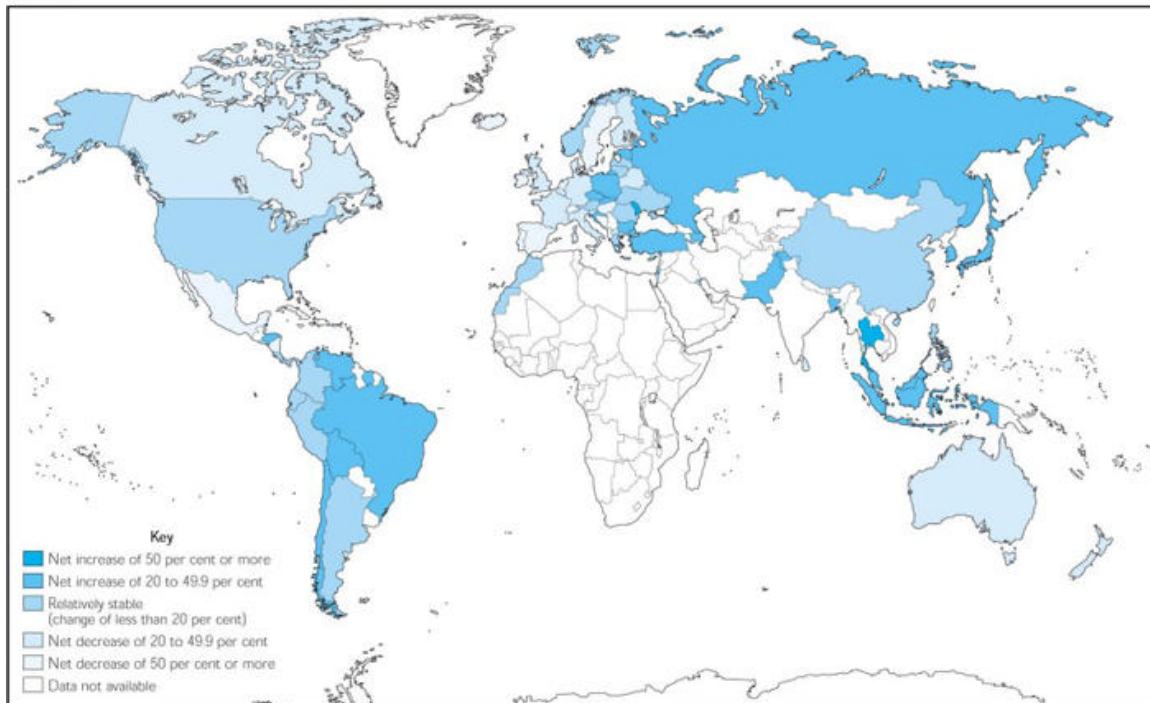 Key
Net increase of 50 per cent or more
Net increase of 20 to 49.9 per cent
Relatively stable
(change of less than 20 per cent)
Net decrease of 20 to 49.9 per cent
Net decrease of 50 per cent or more
Data not available